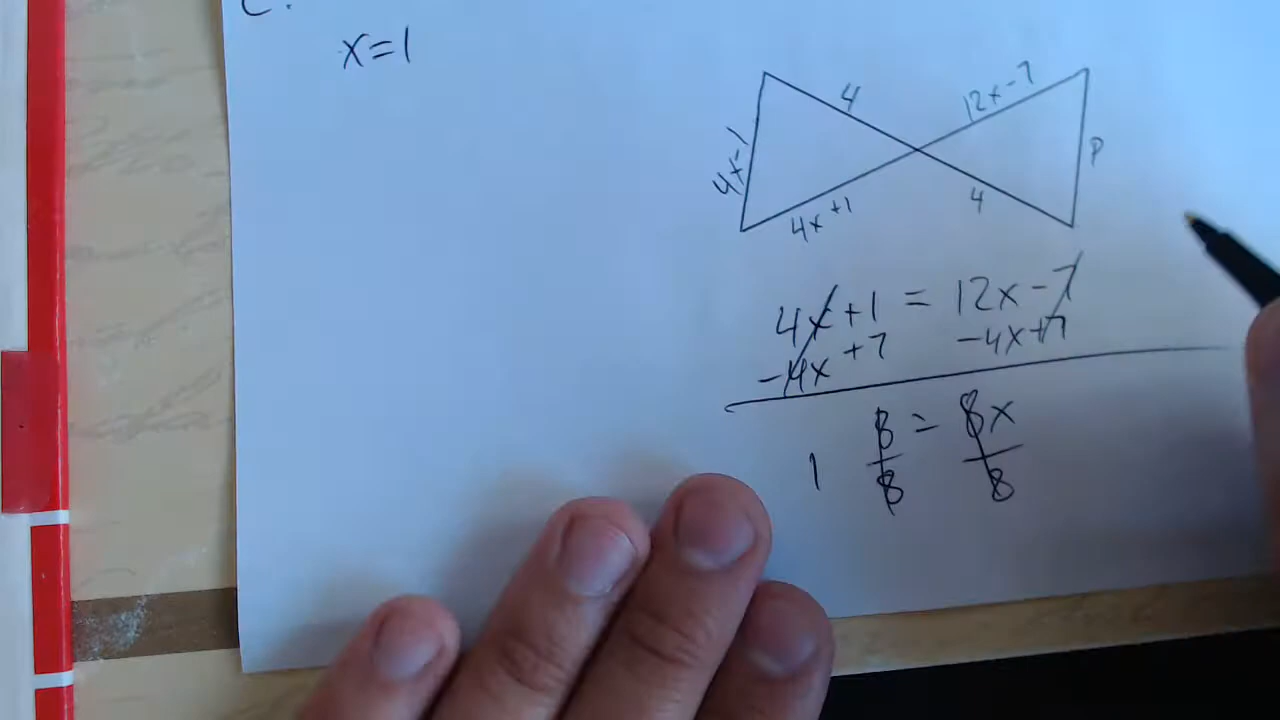 x=1
4
12x-7
4x-1
P
4x+1
4
4x+1 = 12x-7
-4x+7 -4x+7
8 = 8x
1 8 8